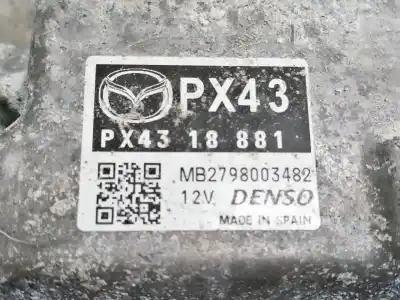 PX43
PX43 18 881
MB2798003482
12V. DENSO
MADE IN SPAIN